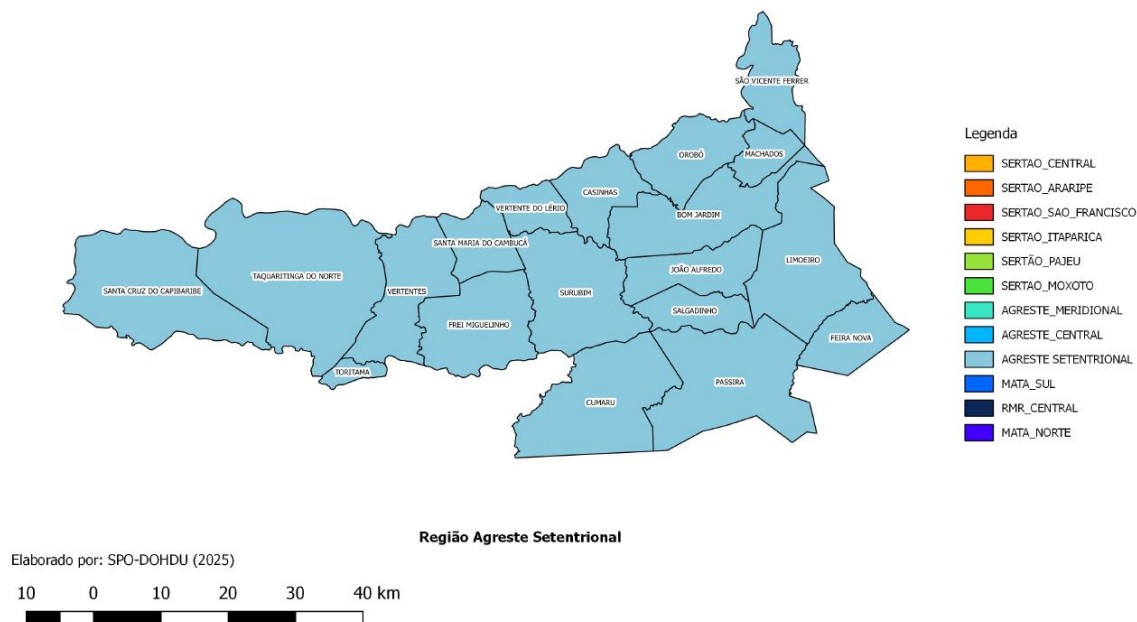 SÃO VICENTE FERRER
OROBÓ
MACHADOS
CASINHAS
VERTENTE DO LÉRIO
BOM JARDIM
SANTA MARIA DO CAMBUCÁ
LIMOEIRO
JOÃO ALFREDO
TAQUARITINGA DO NORTE
SANTA CRUZ DO CAPIBARIBE
VERTENTES
SURUBIM
SALGADINHO
FREI MIGUELINHO
FEIRA NOVA
TORITAMA
PASSIRA
CUMARU
Legenda
SERTAO_CENTRAL
SERTAO_ARARIPE
SERTAO_SAO_FRANCISCO
SERTAO_ITAPARICA
SERTÃO_PAJEU
SERTAO_MOXOTO
AGRESTE_MERIDIONAL
AGRESTE_CENTRAL
AGRESTE SETENTRIONAL
MATA_SUL
RMR_CENTRAL
MATA_NORTE
Região Agreste Setentrional
Elaborado por: SPO-DOHDU (2025)
10 0 10 20 30 40 km